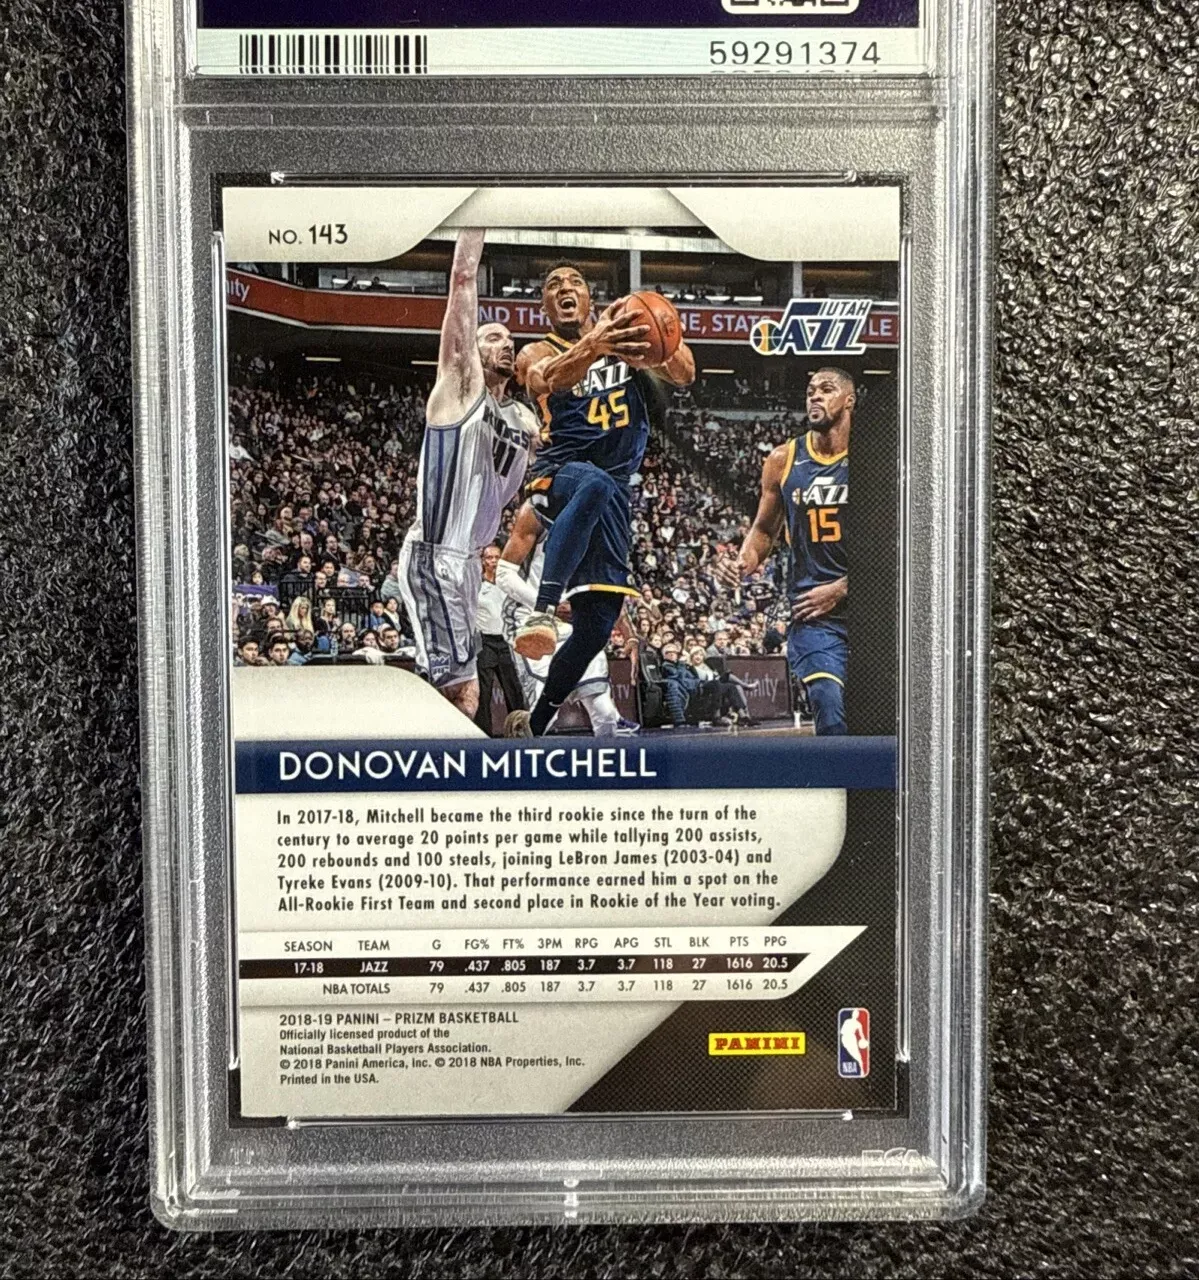 59291374
NO. 143
UTAH
JAZZ
JAZZ
45
KINGS
JAZZ
15
DONOVAN MITCHELL
In 2017-18, Mitchell became the third rookie since the turn of the
century to average 20 points per game while tallying 200 assists,
200 rebounds and 100 steals, joining LeBron James (2003-04) and
Tyreke Evans (2009-10). That performance earned him a spot on the
All-Rookie First Team and second place in Rookie of the Year voting.
SEASON TEAM G FG% FT% 3PM RPG APG STL BLK PTS PPG
17-18 JAZZ 79 .437 .805 187 3.7 3.7 118 27 1616 20.5
NBA TOTALS 79 .437 .805 187 3.7 3.7 118 27 1616 20.5
2018-19 PANINI – PRIZM BASKETBALL
Officially licensed product of the
National Basketball Players Association.
© 2018 Panini America, Inc. © 2018 NBA Properties, Inc.
Printed in the USA.
PANINI
NBA